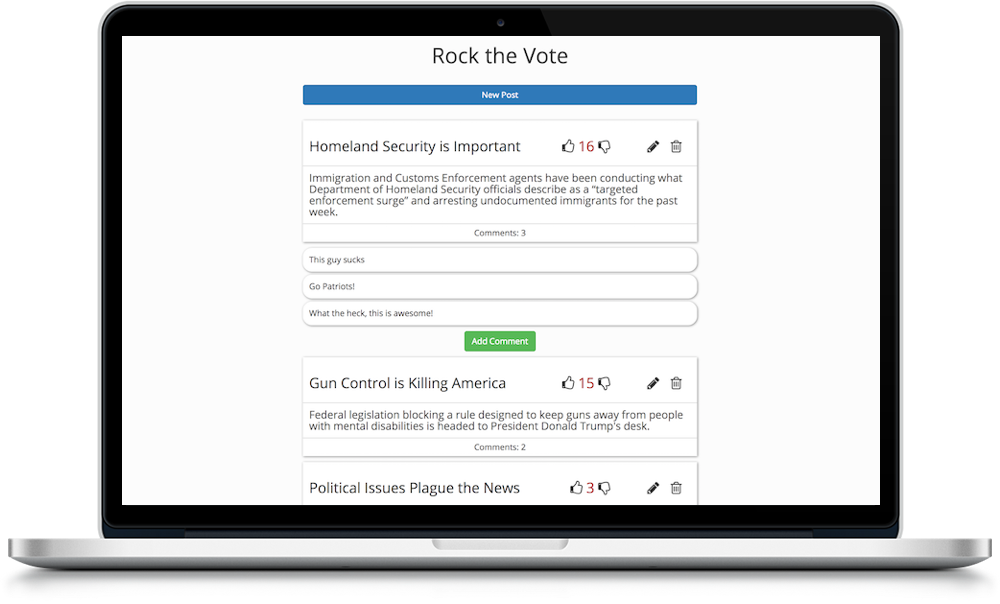 Rock the Vote
New Post
Homeland Security is Important
16
Immigration and Customs Enforcement agents have been conducting what
Department of Homeland Security officials describe as a “targeted
enforcement surge” and arresting undocumented immigrants for the past
week.
Comments: 3
This guy sucks
Go Patriots!
What the heck, this is awesome!
Add Comment
Gun Control is Killing America
15
Federal legislation blocking a rule designed to keep guns away from people
with mental disabilities is headed to President Donald Trump's desk.
Comments: 2
Political Issues Plague the News
3